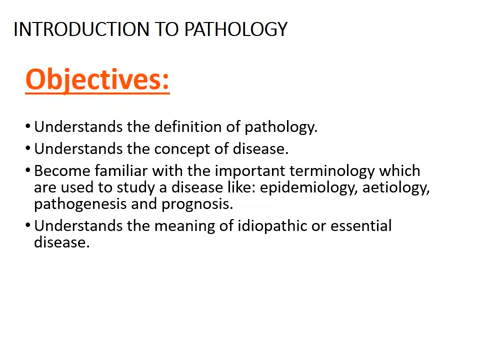 INTRODUCTION TO PATHOLOGY
Objectives:
• Understands the definition of pathology.
• Understands the concept of disease.
• Become familiar with the important terminology which
are used to study a disease like: epidemiology, aetiology,
pathogenesis and prognosis.
• Understands the meaning of idiopathic or essential
disease.